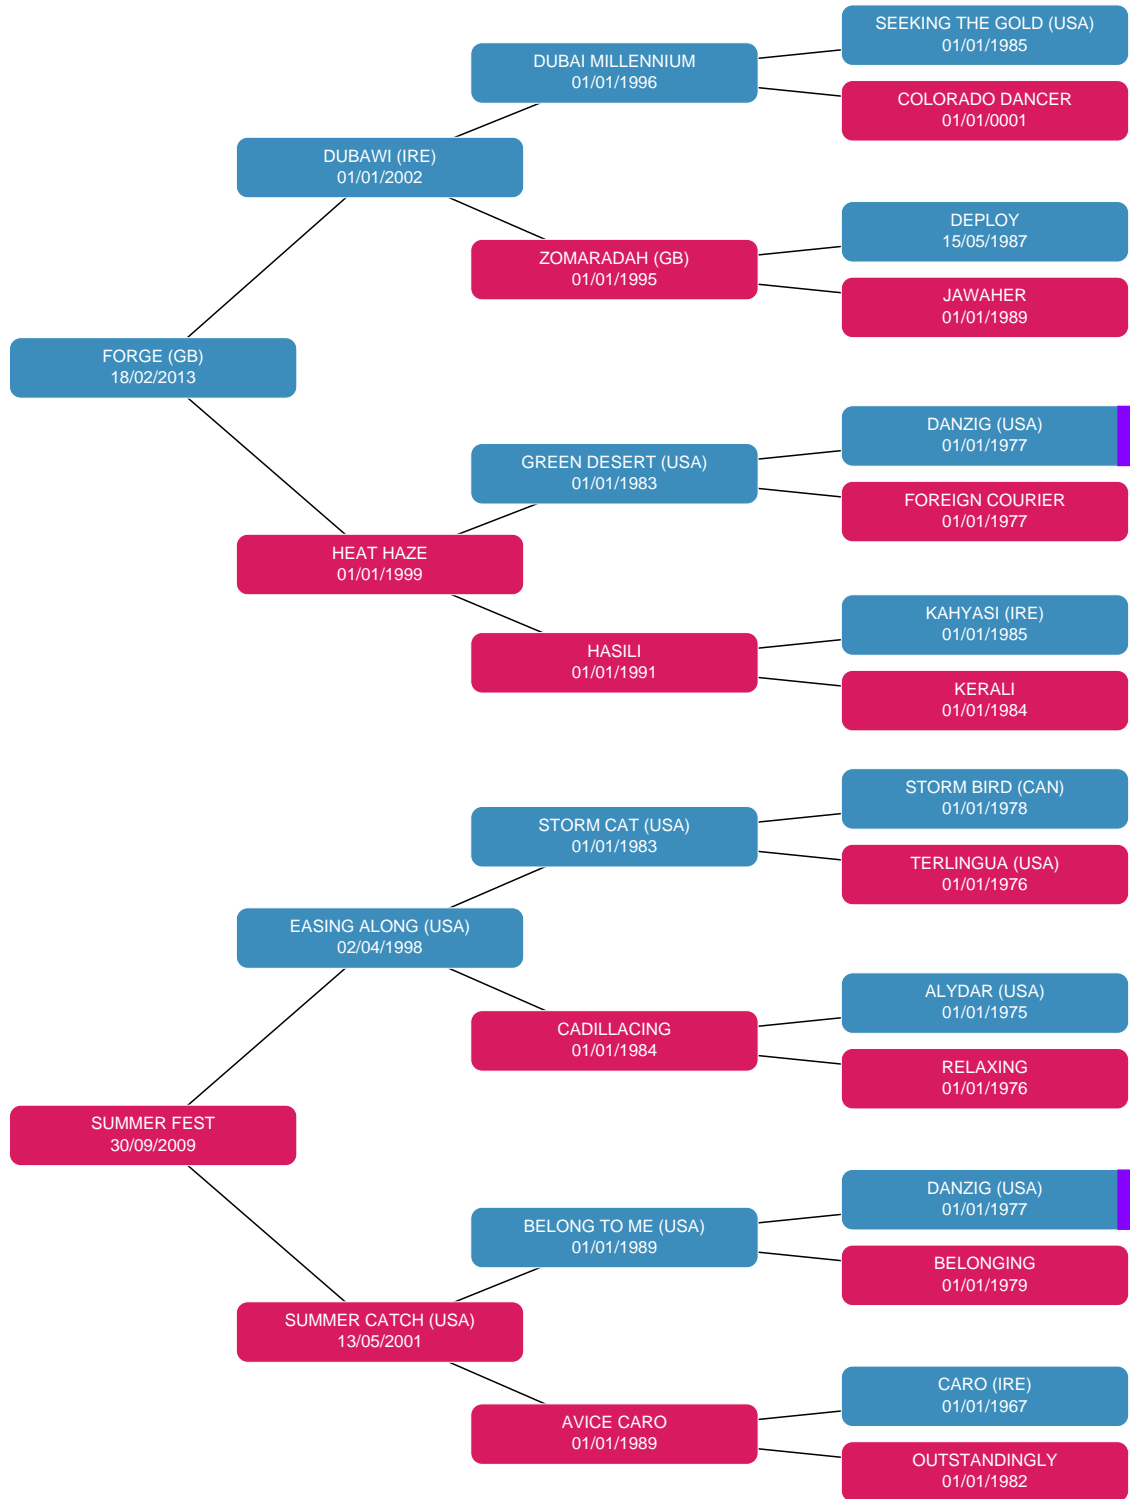 SEEKING THE GOLD (USA)
01/01/1985
DUBAI MILLENNIUM
01/01/1996
COLORADO DANCER
01/01/0001
DUBAWI (IRE)
01/01/2002
DEPLOY
15/05/1987
ZOMARADAH (GB)
01/01/1995
JAWAHER
01/01/1989
FORGE (GB)
18/02/2013
DANZIG (USA)
01/01/1977
GREEN DESERT (USA)
01/01/1983
FOREIGN COURIER
01/01/1977
HEAT HAZE
01/01/1999
KAHYASI (IRE)
01/01/1985
HASILI
01/01/1991
KERALI
01/01/1984
STORM BIRD (CAN)
01/01/1978
STORM CAT (USA)
01/01/1983
TERLINGUA (USA)
01/01/1976
EASING ALONG (USA)
02/04/1998
ALYDAR (USA)
01/01/1975
CADILLACING
01/01/1984
RELAXING
01/01/1976
SUMMER FEST
30/09/2009
DANZIG (USA)
01/01/1977
BELONG TO ME (USA)
01/01/1989
BELONGING
01/01/1979
SUMMER CATCH (USA)
13/05/2001
CARO (IRE)
01/01/1967
AVICE CARO
01/01/1989
OUTSTANDINGLY
01/01/1982